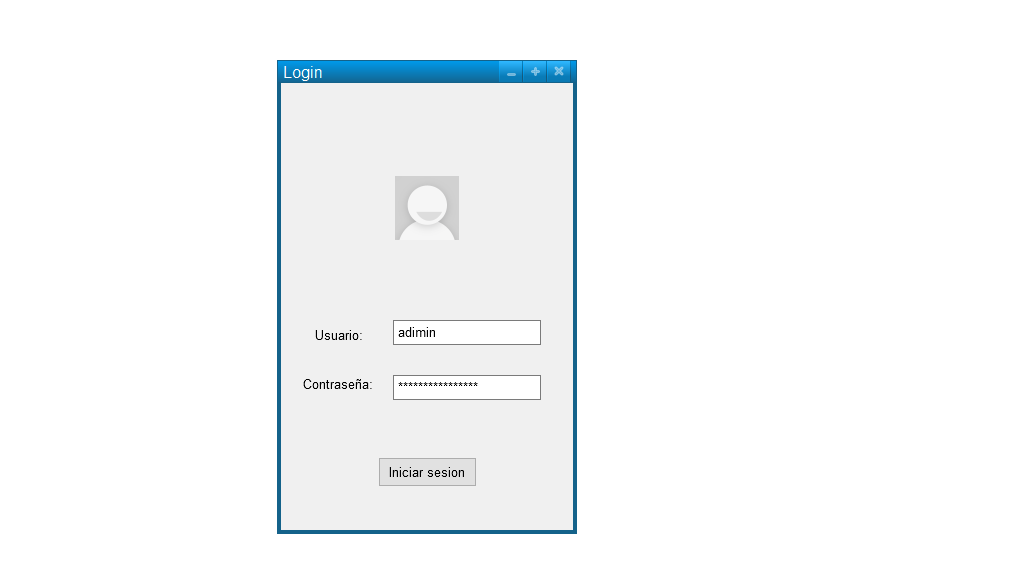 Login
Usuario: adimin
Contraseña: ****************
Iniciar sesion